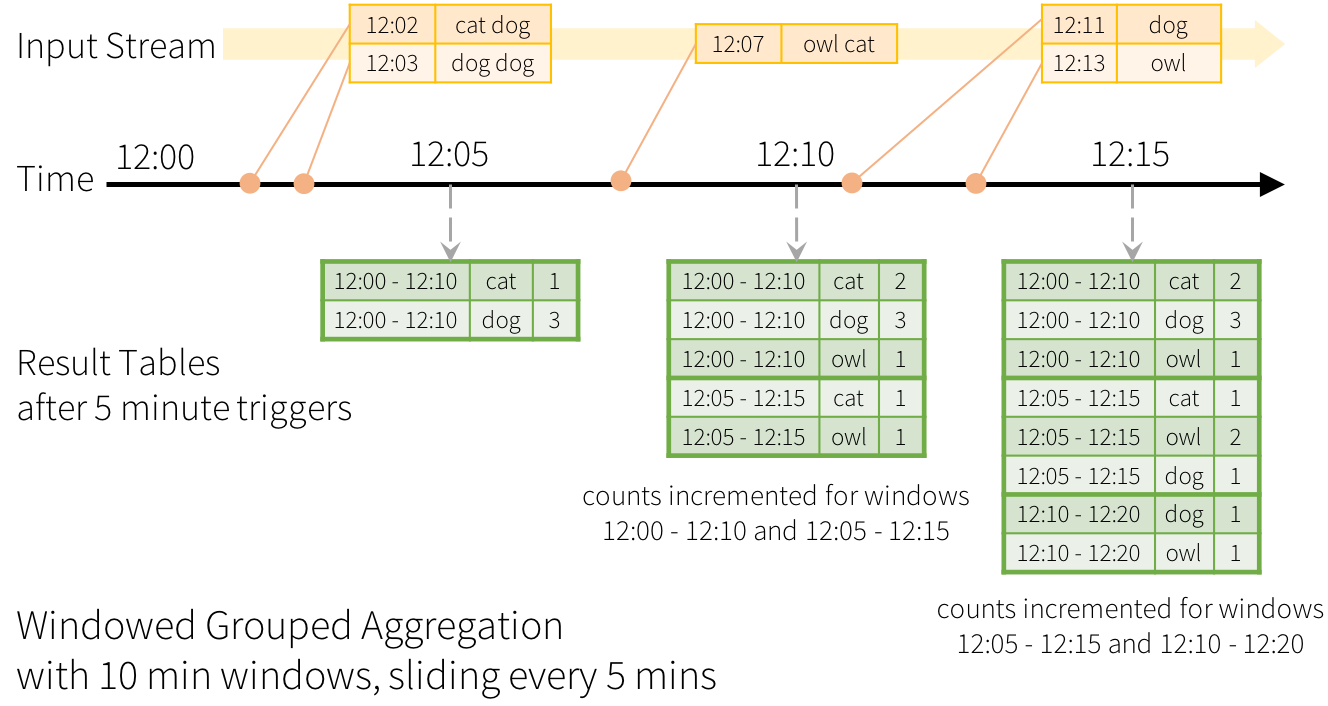 Input Stream
12:02 cat dog
12:03 dog dog
12:07 owl cat
12:11 dog
12:13 owl
Time
12:00
12:05
12:10
12:15
12:00 - 12:10 cat 1
12:00 - 12:10 dog 3
12:00 - 12:10 cat 2
12:00 - 12:10 dog 3
12:00 - 12:10 owl 1
12:05 - 12:15 cat 1
12:05 - 12:15 owl 1
12:00 - 12:10 cat 2
12:00 - 12:10 dog 3
12:00 - 12:10 owl 1
12:05 - 12:15 cat 1
12:05 - 12:15 owl 2
12:05 - 12:15 dog 1
12:10 - 12:20 dog 1
12:10 - 12:20 owl 1
Result Tables
after 5 minute triggers
counts incremented for windows
12:00 - 12:10 and 12:05 - 12:15
counts incremented for windows
12:05 - 12:15 and 12:10 - 12:20
Windowed Grouped Aggregation
with 10 min windows, sliding every 5 mins